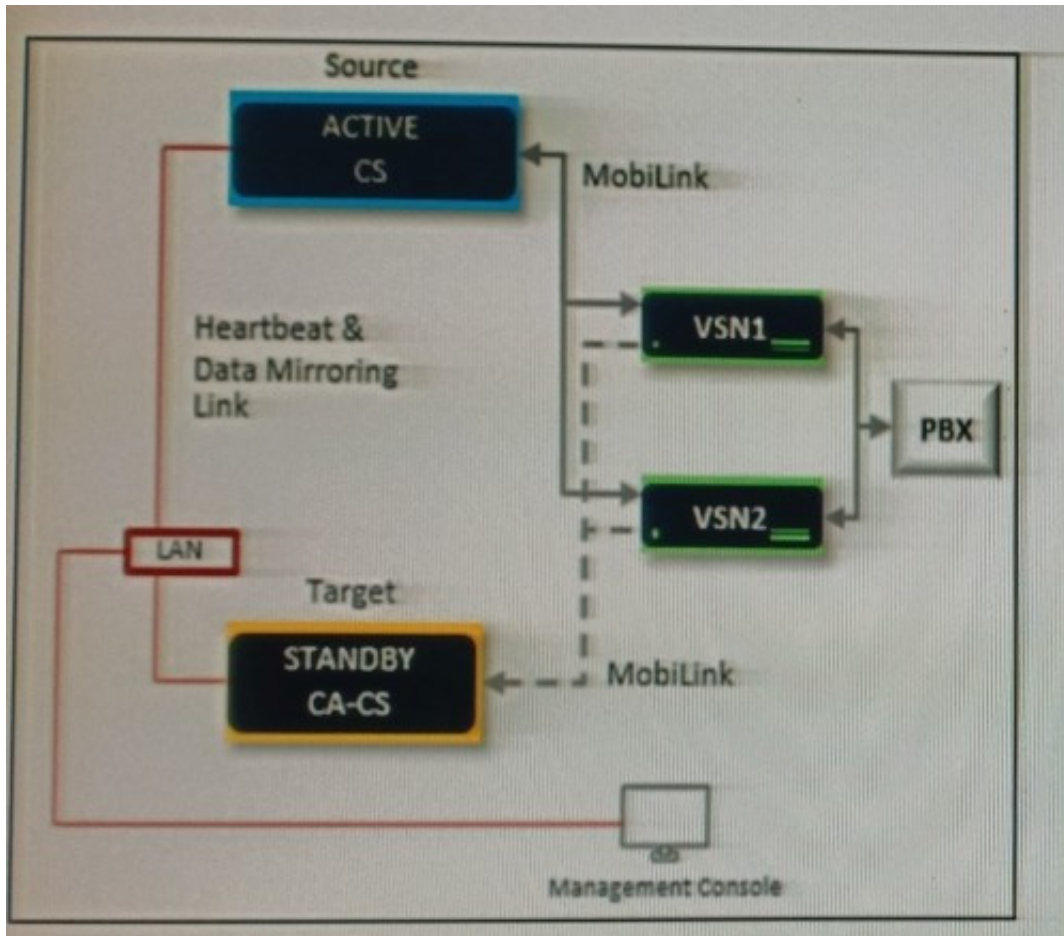 Source
ACTIVE
CS
MobiLink
VSN1
Heartbeat &
Data Mirroring
Link
PBX
VSN2
LAN
Target
STANDBY
CA-CS
MobiLink
Management Console